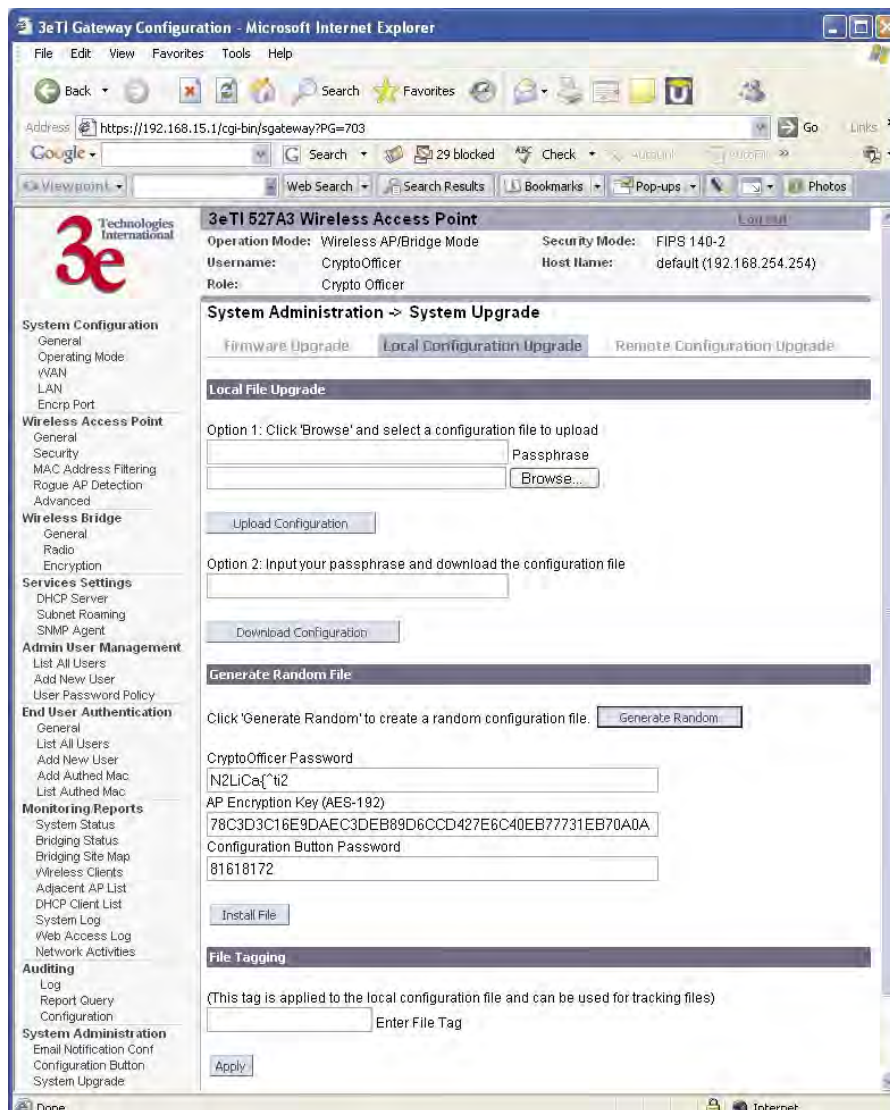 3eTI Gateway Configuration - Microsoft Internet Explorer
File Edit View Favorites Tools Help
Back Search Favorites
Address https://192.168.15.1/cgi-bin/sgateway?PG=703 Go Links
Google Search 29 blocked Check
Viewpoint Web Search Search Results Bookmarks Pop-ups Photos
3e Technologies International
3eTI 527A3 Wireless Access Point Logout
Operation Mode: Wireless AP/Bridge Mode Security Mode: FIPS 140-2
Username: CryptoOfficer Host Name: default (192.168.254.254)
Role: Crypto Officer
System Configuration
General
Operating Mode
WAN
LAN
Encrp Port
Wireless Access Point
General
Security
MAC Address Filtering
Rogue AP Detection
Advanced
Wireless Bridge
General
Radio
Encryption
Services Settings
DHCP Server
Subnet Roaming
SNMP Agent
Admin User Management
List All Users
Add New User
User Password Policy
End User Authentication
General
List All Users
Add New User
Add Authed Mac
List Authed Mac
Monitoring/Reports
System Status
Bridging Status
Bridging Site Map
Wireless Clients
Adjacent AP List
DHCP Client List
System Log
Web Access Log
Network Activities
Auditing
Log
Report Query
Configuration
System Administration
Email Notification Conf
Configuration Button
System Upgrade
System Administration -> System Upgrade
Firmware Upgrade Local Configuration Upgrade Remote Configuration Upgrade
Local File Upgrade
Option 1: Click 'Browse' and select a configuration file to upload
Passphrase
Browse...
Upload Configuration
Option 2: Input your passphrase and download the configuration file
Download Configuration
Generate Random File
Click 'Generate Random' to create a random configuration file. Generate Random
CryptoOfficer Password
N2LiCa{^ti2
AP Encryption Key (AES-192)
78C3D3C16E9DAEC3DEB89D6CCD427E6C40EB77731EB70A0A
Configuration Button Password
81618172
Install File
File Tagging
(This tag is applied to the local configuration file and can be used for tracking files)
Enter File Tag
Apply
Done Internet